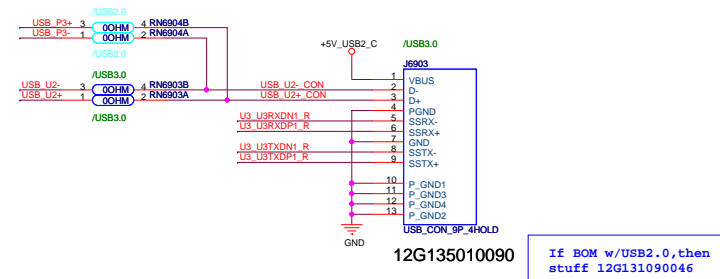 /USB2.0
USB_P3+ 3 0OHM 4 RN6904B
USB_P3- 1 0OHM 2 RN6904A
/USB2.0
/USB3.0
USB_U2- 3 0OHM 4 RN6903B
USB_U2+ 1 0OHM 2 RN6903A
/USB3.0
+5V_USB2_C
/USB3.0
J6903
1 VBUS
USB_U2-_CON 2 D-
USB_U2+_CON 3 D+
4 PGND
U3_U3RXDN1_R 5 SSRX-
U3_U3RXDP1_R 6 SSRX+
7 GND
U3_U3TXDN1_R 8 SSTX-
U3_U3TXDP1_R 9 SSTX+
10 P_GND1
11 P_GND3
12 P_GND4
13 P_GND2
USB_CON_9P_4HOLD
GND
12G135010090
If BOM w/USB2.0,then
stuff 12G131090046